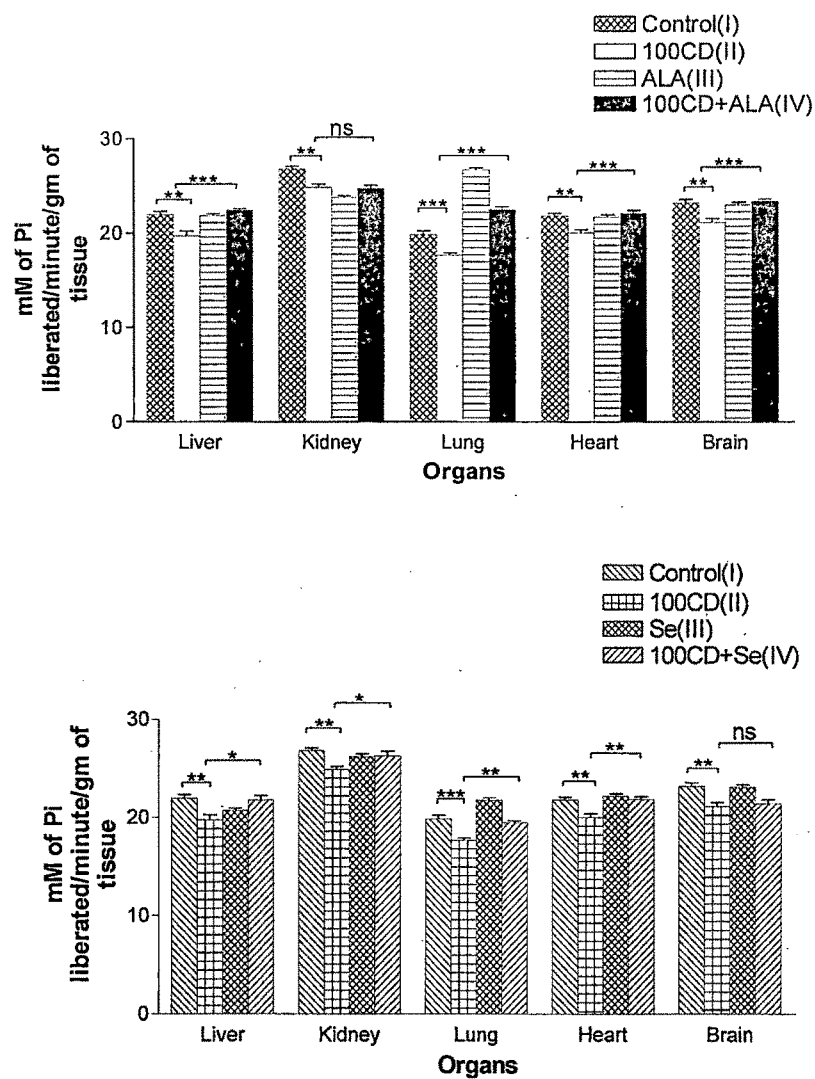 Control(I)
100CD(II)
ALA(III)
100CD+ALA(IV)
mM of Pi
liberated/minute/gm of
tissue
30
20
10
0
** *** ** ns *** *** ** *** ** ***
Liver Kidney Lung Heart Brain
Organs
Control(I)
100CD(II)
Se(III)
100CD+Se(IV)
mM of Pi
liberated/minute/gm of
tissue
30
20
10
0
** * ** * *** ** ** ** ** ns
Liver Kidney Lung Heart Brain
Organs